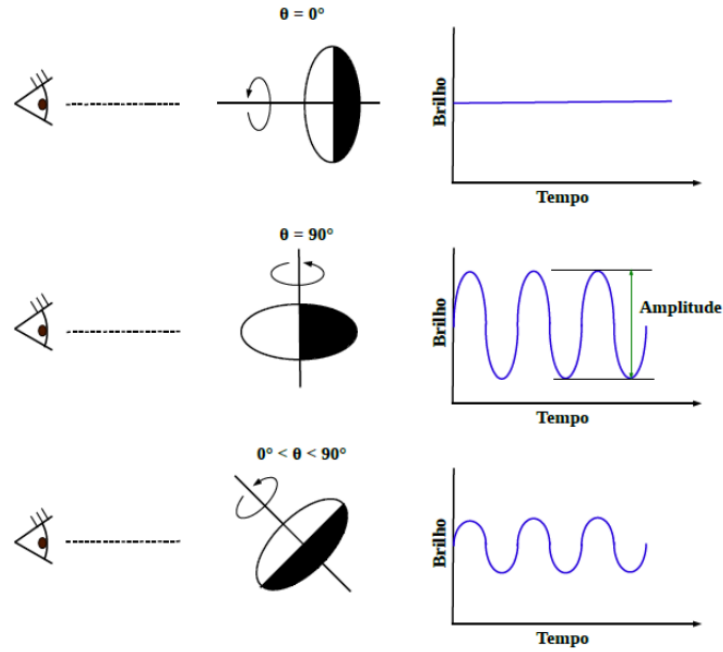 θ = 0°
Brilho
Tempo
θ = 90°
Brilho
Amplitude
Tempo
0° < θ < 90°
Brilho
Tempo